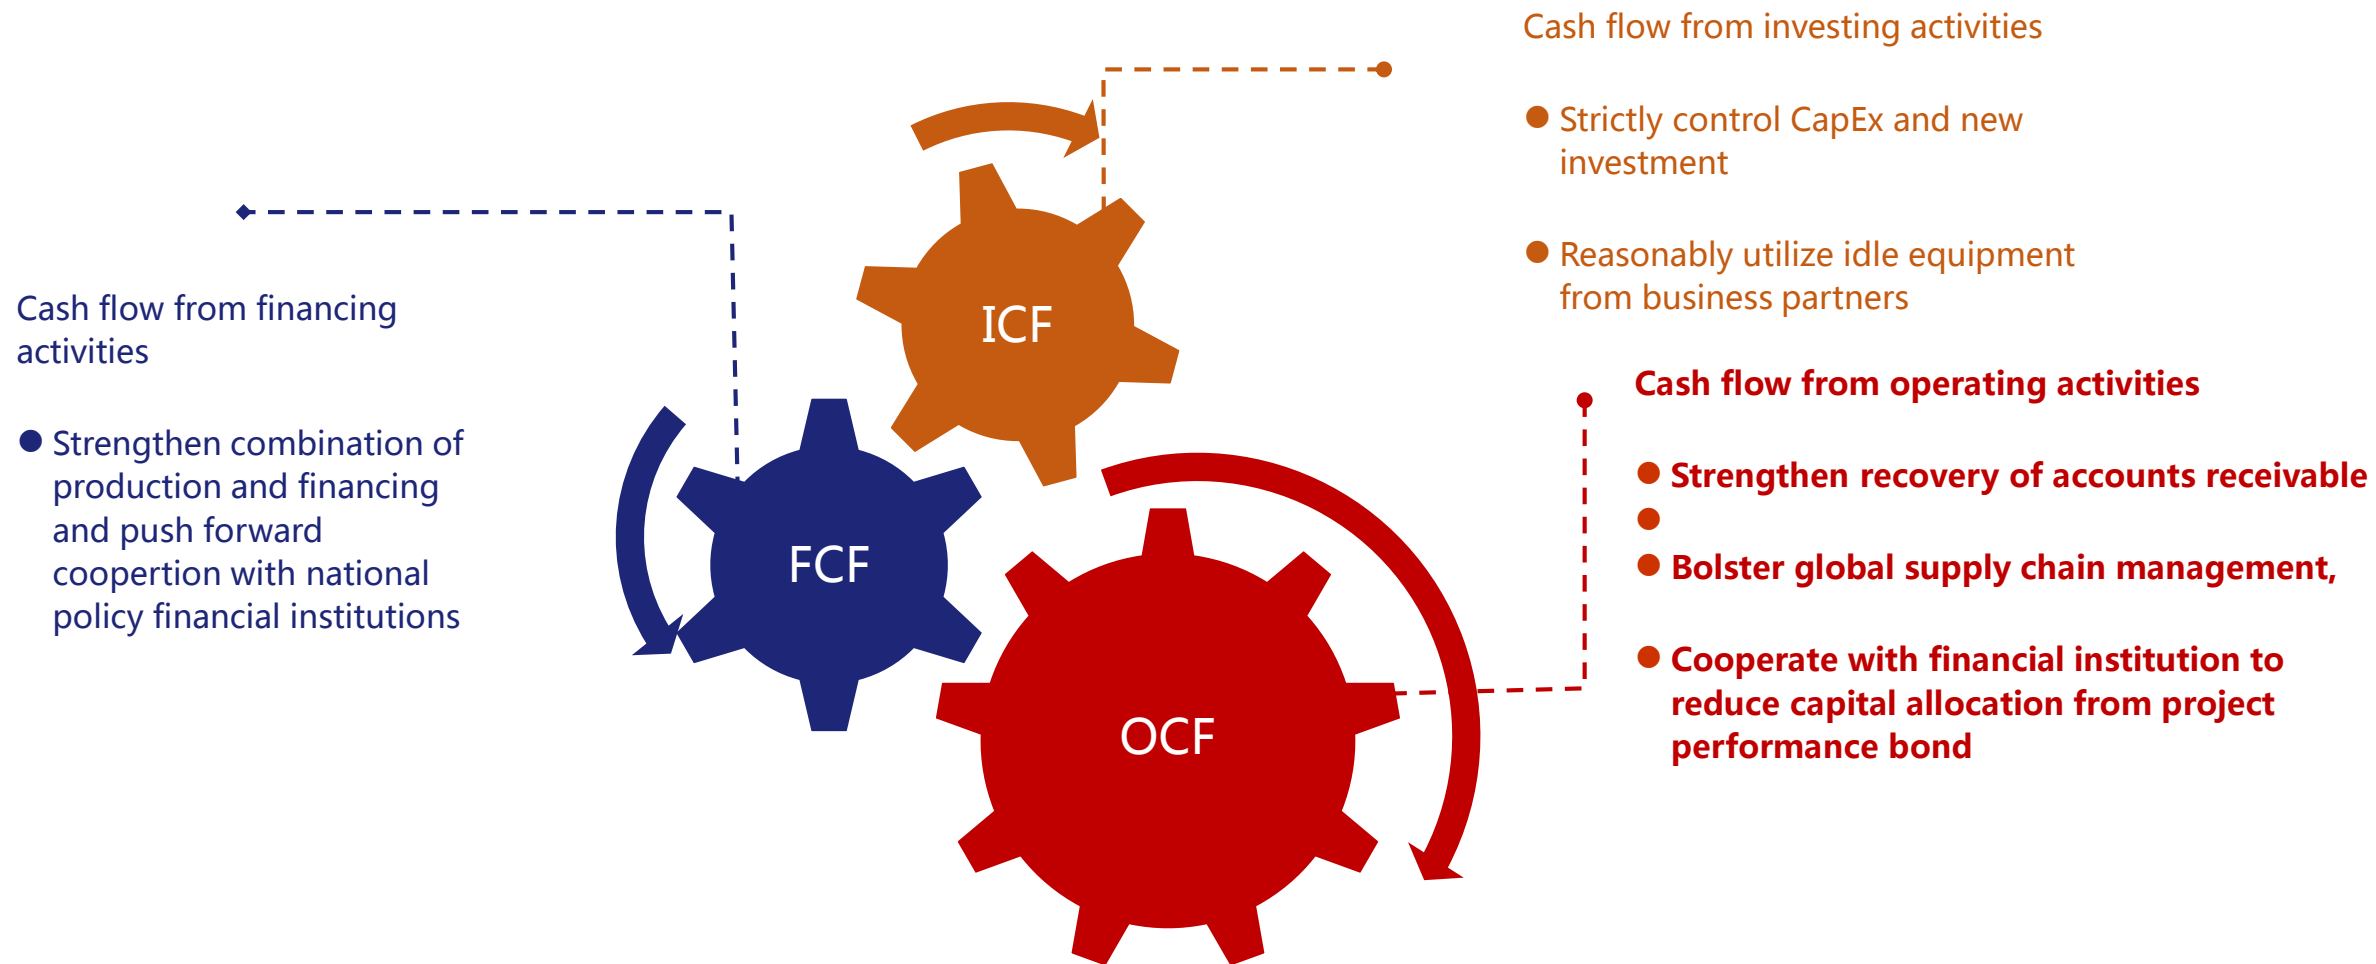 Cash flow from investing activities
● Strictly control CapEx and new
investment
● Reasonably utilize idle equipment
from business partners
Cash flow from financing
activities
● Strengthen combination of
production and financing
and push forward
coopertion with national
policy financial institutions
ICF
FCF
OCF
Cash flow from operating activities
● Strengthen recovery of accounts receivable
●
● Bolster global supply chain management,
● Cooperate with financial institution to
reduce capital allocation from project
performance bond